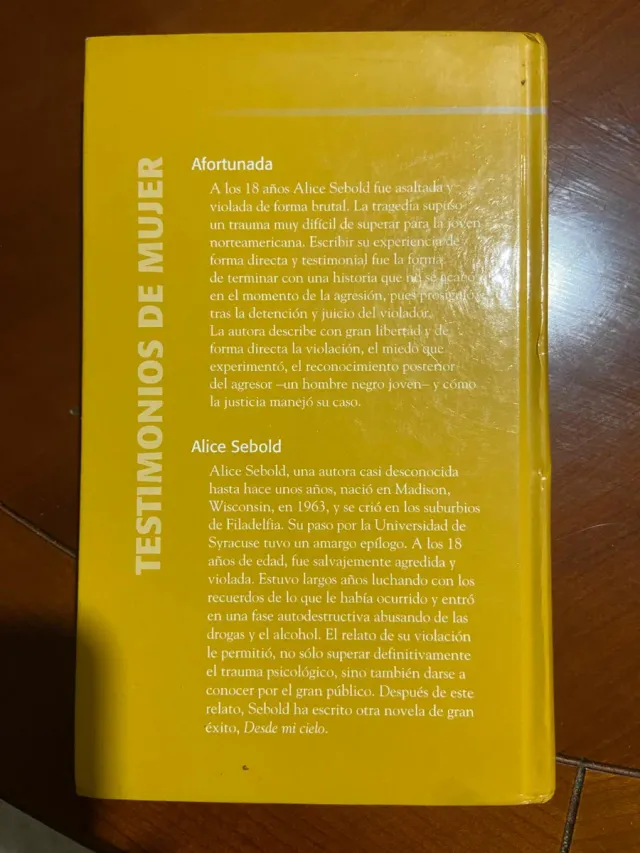 TESTIMONIOS DE MUJER
Afortunada
A los 18 años Alice Sebold fue asaltada y
violada de forma brutal. La tragedia supuso
un trauma muy difícil de superar para la joven
norteamericana. Escribir su experiencia de
forma directa y testimonial fue la forma
de terminar con una historia que no se acabó
en el momento de la agresión, pues prosiguió
tras la detención y juicio del violador.
La autora describe con gran libertad y de
forma directa la violación, el miedo que
experimentó, el reconocimiento posterior
del agresor –un hombre negro joven– y cómo
la justicia manejó su caso.
Alice Sebold
Alice Sebold, una autora casi desconocida
hasta hace unos años, nació en Madison,
Wisconsin, en 1963, y se crió en los suburbios
de Filadelfia. Su paso por la Universidad de
Syracuse tuvo un amargo epílogo. A los 18
años de edad, fue salvajemente agredida y
violada. Estuvo largos años luchando con los
recuerdos de lo que le había ocurrido y entró
en una fase autodestructiva abusando de las
drogas y el alcohol. El relato de su violación
le permitió, no sólo superar definitivamente
el trauma psicológico, sino también darse a
conocer por el gran público. Después de este
relato, Sebold ha escrito otra novela de gran
éxito, Desde mi cielo.